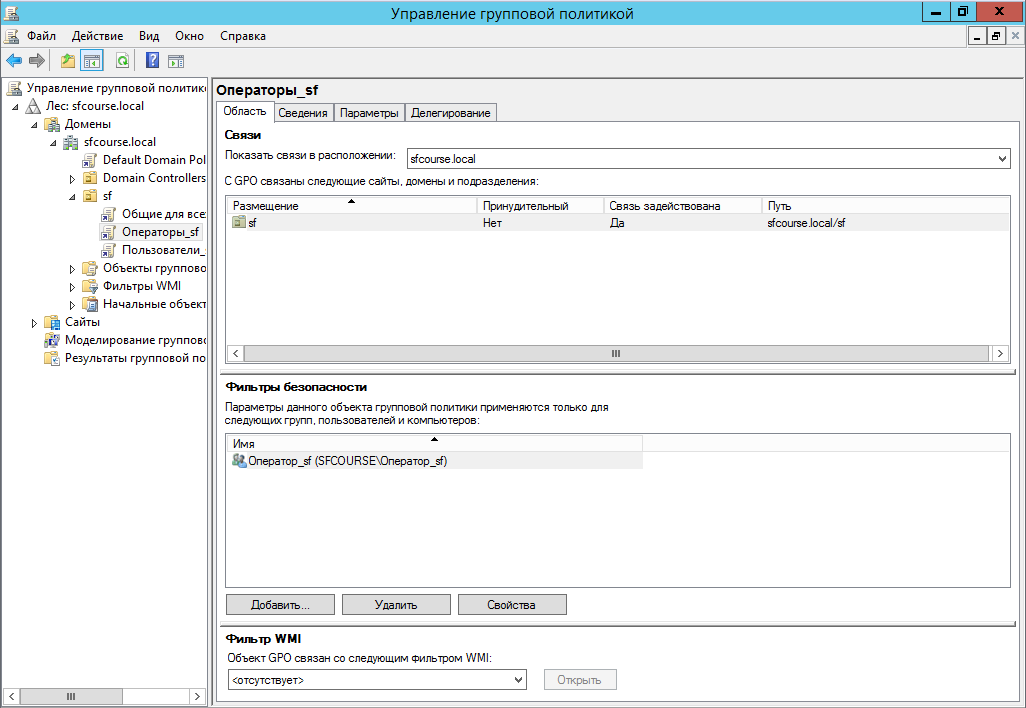 Управление групповой политикой
Файл Действие Вид Окно Справка
Управление групповой политик
Лес: sfcourse.local
Домены
sfcourse.local
Default Domain Pol
Domain Controllers
sf
Общие для все
Операторы_sf
Пользователи_
Объекты группово
Фильтры WMI
Начальные объект
Сайты
Моделирование группово
Результаты групповой по
Операторы_sf
Область Сведения Параметры Делегирование
Связи
Показать связи в расположении: sfcourse.local
С GPO связаны следующие сайты, домены и подразделения:
Размещение Принудительный Связь задействована Путь
sf Нет Да sfcourse.local/sf
Фильтры безопасности
Параметры данного объекта групповой политики применяются только для
следующих групп, пользователей и компьютеров:
Имя
Оператор_sf (SFCOURSE\Оператор_sf)
Добавить... Удалить Свойства
Фильтр WMI
Объект GPO связан со следующим фильтром WMI:
<отсутствует> Открыть